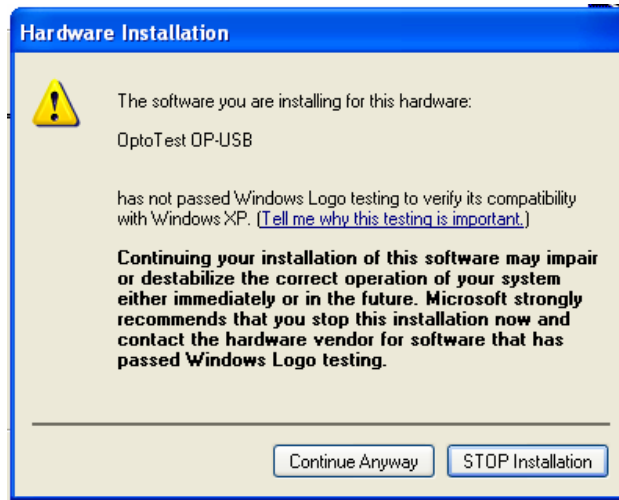 Hardware Installation
The software you are installing for this hardware:
OptoTest OP-USB
has not passed Windows Logo testing to verify its compatibility
with Windows XP. (Tell me why this testing is important.)
Continuing your installation of this software may impair
or destabilize the correct operation of your system
either immediately or in the future. Microsoft strongly
recommends that you stop this installation now and
contact the hardware vendor for software that has
passed Windows Logo testing.
Continue Anyway
STOP Installation